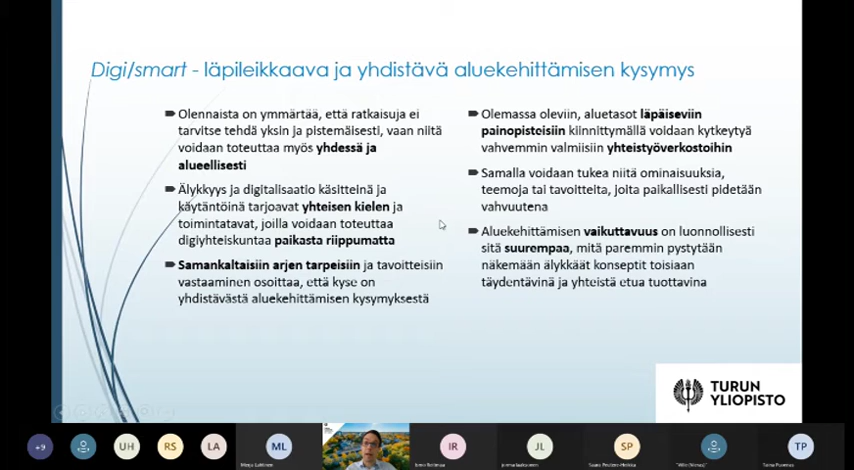 Digi/smart - läpileikkaava ja yhdistävä aluekehittämisen kysymys
Olennaista on ymmärtää, että ratkaisuja ei
tarvitse tehdä yksin ja pistemäisesti, vaan niitä
voidaan toteuttaa myös yhdessä ja
alueellisesti
Älykkyys ja digitalisaatio käsitteinä ja
käytäntöinä tarjoavat yhteisen kielen ja
toimintatavat, joilla voidaan toteuttaa
digiyhteiskuntaa paikasta riippumatta
Samankaltaisiin arjen tarpeisiin ja tavoitteisiin
vastaaminen osoittaa, että kyse on
yhdistävästä aluekehittämisen kysymyksestä
Olemassa oleviin, aluetasot läpäiseviin
painopisteisiin kiinnittymällä voidaan kytkeytyä
vahvemmin valmiisiin yhteistyöverkostoihin
Samalla voidaan tukea niitä ominaisuuksia,
teemoja tai tavoitteita, joita paikallisesti pidetään
vahvuutena
Aluekehittämisen vaikuttavuus on luonnollisesti
sitä suurempaa, mitä paremmin pystytään
näkemään älykkäät konseptit toisiaan
täydentävinä ja yhteistä etua tuottavina
TURUN
YLIOPISTO
+9
UH
RS
LA
ML
IR
JL
SP
TP